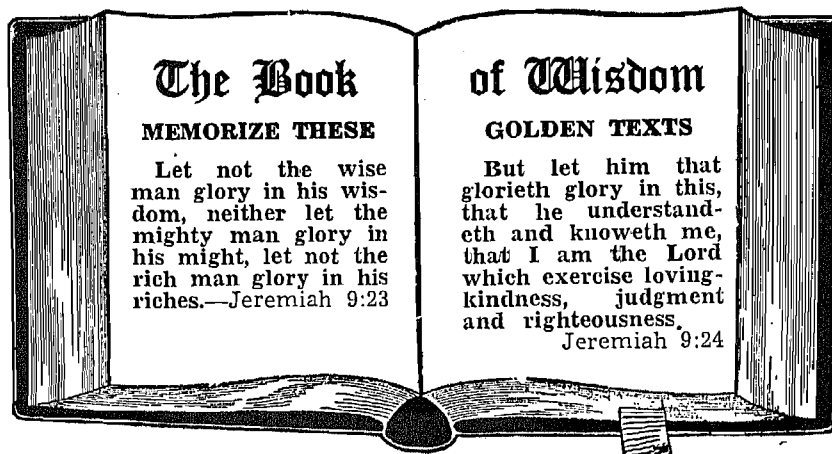 The Book
MEMORIZE THESE
Let not the wise
man glory in his wis-
dom, neither let the
mighty man glory in
his might, let not the
rich man glory in his
riches.—Jeremiah 9:23
of Wisdom
GOLDEN TEXTS
But let him that
glorieth glory in this,
that he understand-
eth and knoweth me,
that I am the Lord
which exercise loving-
kindness, judgment
and righteousness.
Jeremiah 9:24